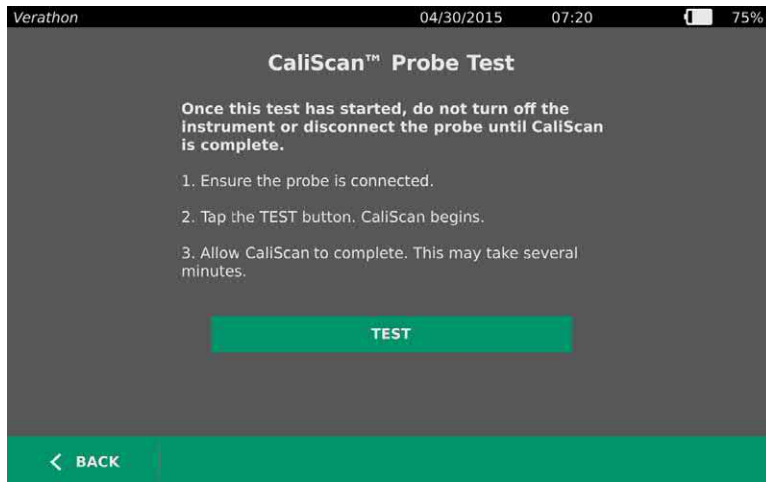 Verathon 04/30/2015 07:20 75%
CaliScan™ Probe Test
Once this test has started, do not turn off the
instrument or disconnect the probe until CaliScan
is complete.
1. Ensure the probe is connected.
2. Tap the TEST button. CaliScan begins.
3. Allow CaliScan to complete. This may take several
minutes.
TEST
BACK